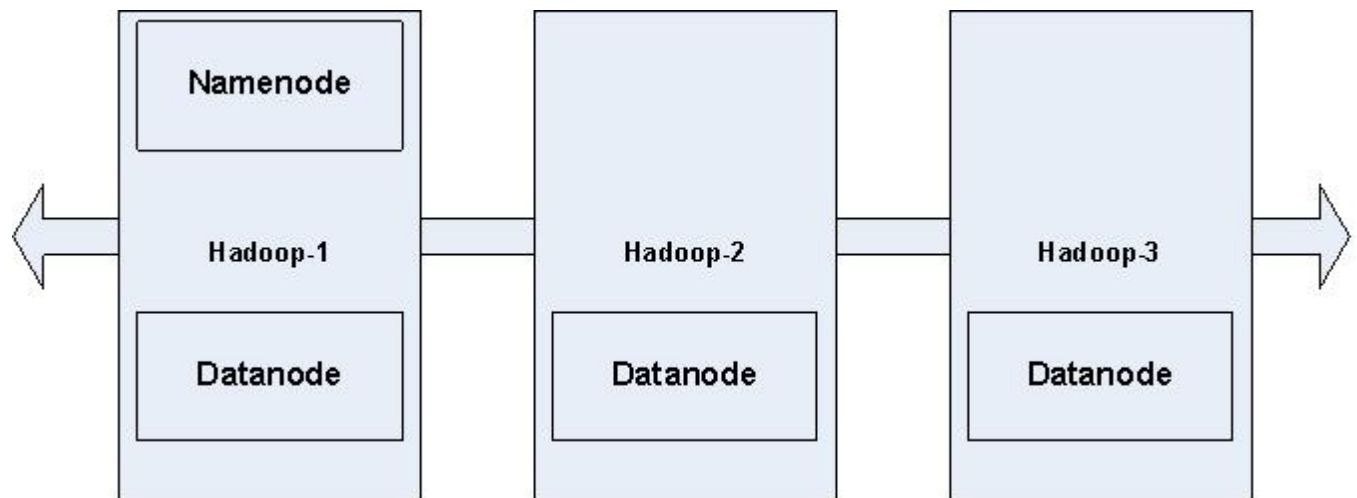 Namenode
Hadoop-1
Hadoop-2
Hadoop-3
Datanode
Datanode
Datanode